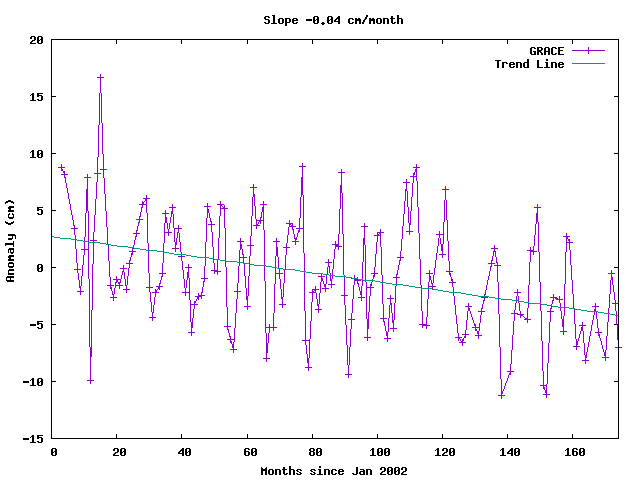 Slope -0.04 cm/month
20
15
10
5
0
-5
-10
-15
Anomaly (cm)
GRACE
Trend Line
0 20 40 60 80 100 120 140 160
Months since Jan 2002